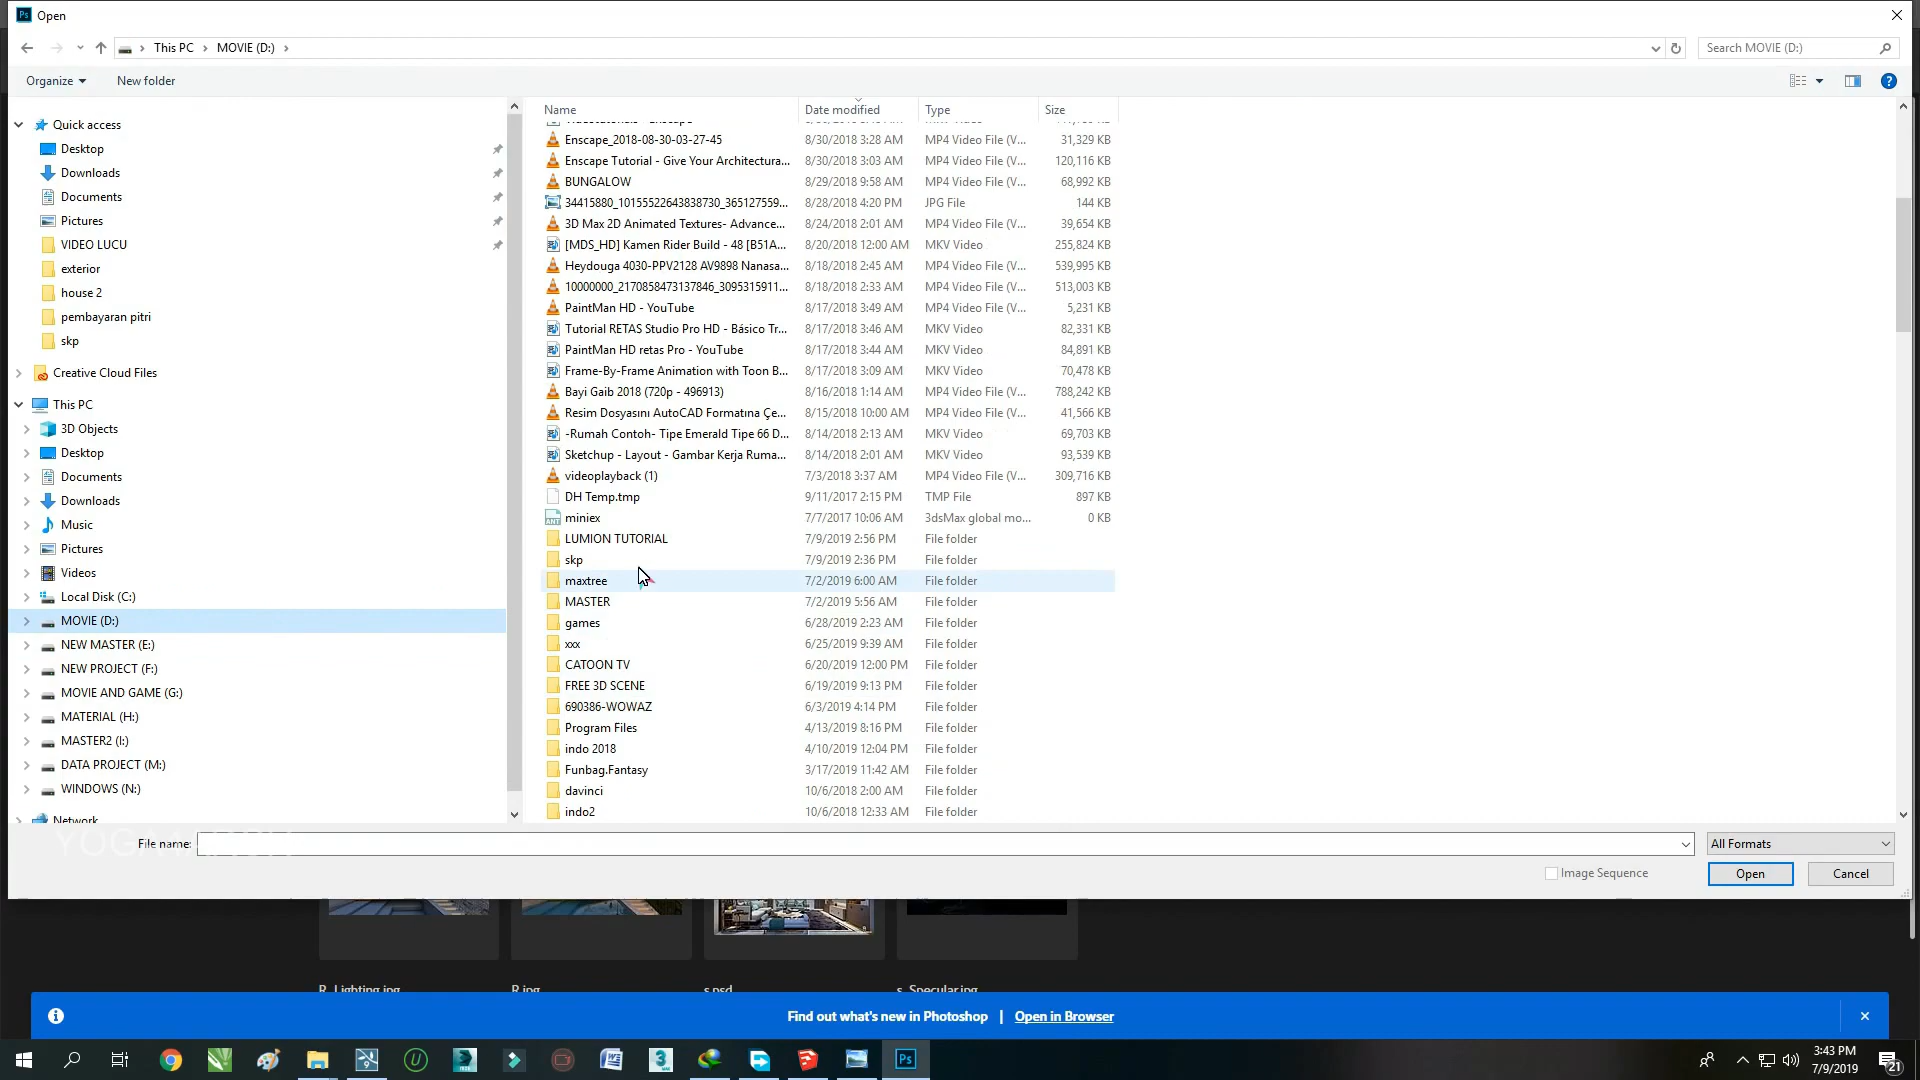 Open
This PC > MOVIE (D:) >
Search MOVIE (D:)
Organize
New folder
Name
Date modified
Type
Size
Quick access
Desktop
Downloads
Documents
Pictures
VIDEO LUCU
exterior
house 2
pembayaran pitri
skp
Creative Cloud Files
This PC
3D Objects
Desktop
Documents
Downloads
Music
Pictures
Videos
Local Disk (C:)
MOVIE (D:)
NEW MASTER (E:)
NEW PROJECT (F:)
MOVIE AND GAME (G:)
MATERIAL (H:)
MASTER2 (I:)
DATA PROJECT (M:)
WINDOWS (N:)
Network
Enscape_2018-08-30-03-27-45 8/30/2018 3:28 AM MP4 Video File (V... 31,329 KB
Enscape Tutorial - Give Your Architectura... 8/30/2018 3:03 AM MP4 Video File (V... 120,116 KB
BUNGALOW 8/29/2018 9:58 AM MP4 Video File (V... 68,992 KB
34415880_10155522643838730_365127559... 8/28/2018 4:20 PM JPG File 144 KB
3D Max 2D Animated Textures- Advance... 8/24/2018 2:01 AM MP4 Video File (V... 39,654 KB
[MDS_HD] Kamen Rider Build - 48 [B51A... 8/20/2018 12:00 AM MKV Video 255,824 KB
Heydouga 4030-PPV2128 AV9898 Nanasa... 8/18/2018 2:45 AM MP4 Video File (V... 539,995 KB
10000000_2170858473137846_3095315911... 8/18/2018 2:33 AM MP4 Video File (V... 513,003 KB
PaintMan HD - YouTube 8/17/2018 3:49 AM MP4 Video File (V... 5,231 KB
Tutorial RETAS Studio Pro HD - Básico Tr... 8/17/2018 3:46 AM MKV Video 82,331 KB
PaintMan HD retas Pro - YouTube 8/17/2018 3:44 AM MKV Video 84,891 KB
Frame-By-Frame Animation with Toon B... 8/17/2018 3:09 AM MKV Video 70,478 KB
Bayi Gaib 2018 (720p - 496913) 8/16/2018 1:14 AM MP4 Video File (V... 788,242 KB
Resim Dosyasını AutoCAD Formatına Çe... 8/15/2018 10:00 AM MP4 Video File (V... 41,566 KB
-Rumah Contoh- Tipe Emerald Tipe 66 D... 8/14/2018 2:13 AM MKV Video 69,703 KB
Sketchup - Layout - Gambar Kerja Ruma... 8/14/2018 2:01 AM MKV Video 93,539 KB
videoplayback (1) 7/3/2018 3:37 AM MP4 Video File (V... 309,716 KB
DH Temp.tmp 9/11/2017 2:15 PM TMP File 897 KB
miniex 7/7/2017 10:06 AM 3dsMax global mo... 0 KB
LUMION TUTORIAL 7/9/2019 2:56 PM File folder
skp 7/9/2019 2:36 PM File folder
maxtree 7/2/2019 6:00 AM File folder
MASTER 7/2/2019 5:56 AM File folder
games 6/28/2019 2:23 AM File folder
xxx 6/25/2019 9:39 AM File folder
CATOON TV 6/20/2019 12:00 PM File folder
FREE 3D SCENE 6/19/2019 9:13 PM File folder
690386-WOWAZ 6/3/2019 4:14 PM File folder
Program Files 4/13/2019 8:16 PM File folder
indo 2018 4/10/2019 12:04 PM File folder
Funbag.Fantasy 3/17/2019 11:42 AM File folder
davinci 10/6/2018 2:00 AM File folder
indo2 10/6/2018 12:33 AM File folder
File name:
All Formats
Image Sequence
Open
Cancel
R_Lighting.jpg
R.jpg
s.psd
s_Specular.jpg
Find out what's new in Photoshop | Open in Browser
3:43 PM
7/9/2019
21